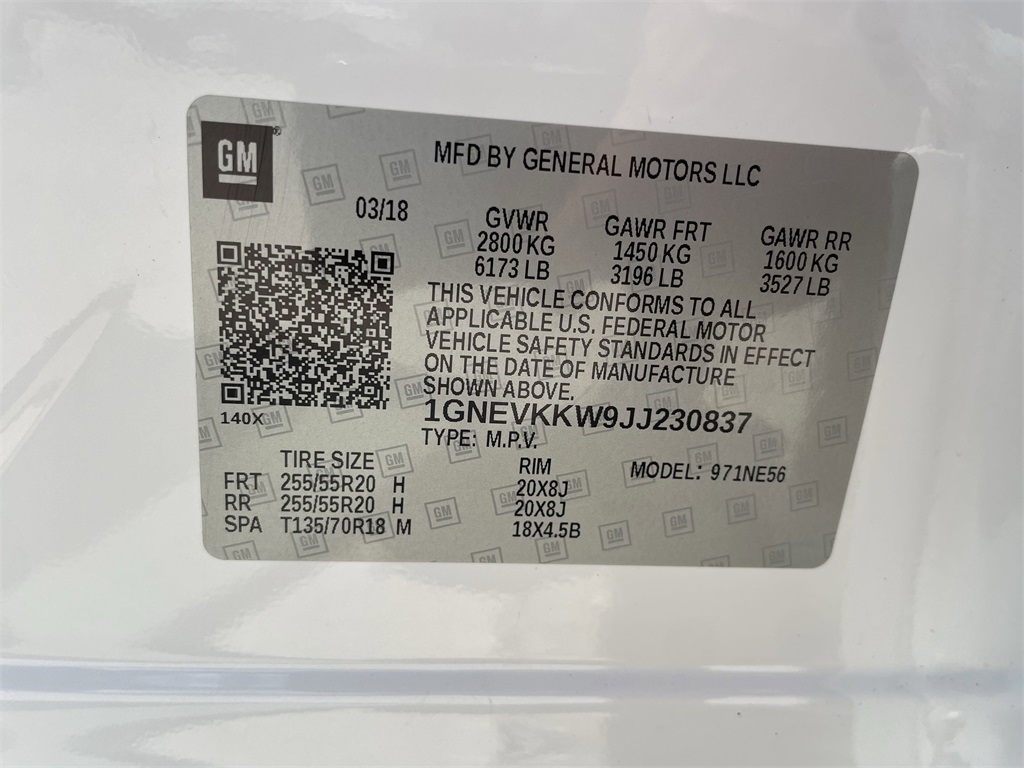 GM
MFD BY GENERAL MOTORS LLC
03/18
GVWR GAWR FRT GAWR RR
2800 KG 1450 KG 1600 KG
6173 LB 3196 LB 3527 LB
THIS VEHICLE CONFORMS TO ALL
APPLICABLE U.S. FEDERAL MOTOR
VEHICLE SAFETY STANDARDS IN EFFECT
ON THE DATE OF MANUFACTURE
SHOWN ABOVE.
140X
1GNEVKKW9JJ230837
TYPE: M.P.V.
TIRE SIZE RIM MODEL: 971NE56
FRT 255/55R20 H 20X8J
RR 255/55R20 H 20X8J
SPA T135/70R18 M 18X4.5B